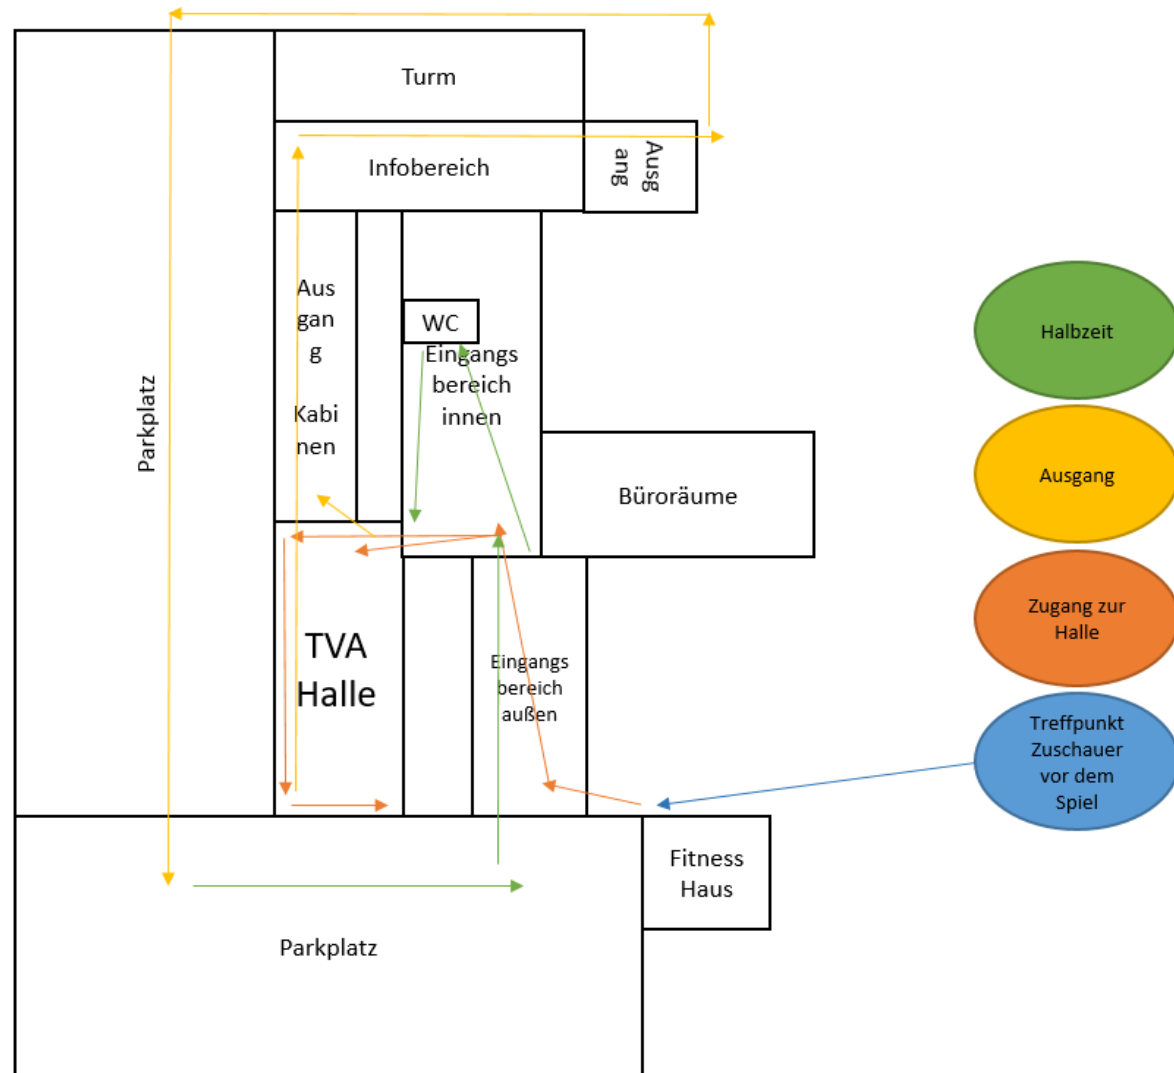 Turm
Infobereich
Ausg
ang
Aus
gan
g
Kabi
nen
WC
Eingangs
bereich
innen
Parkplatz
Büroräume
TVA
Halle
Eingangs
bereich
außen
Fitness
Haus
Parkplatz
Halbzeit
Ausgang
Zugang zur
Halle
Treffpunkt
Zuschauer
vor dem
Spiel